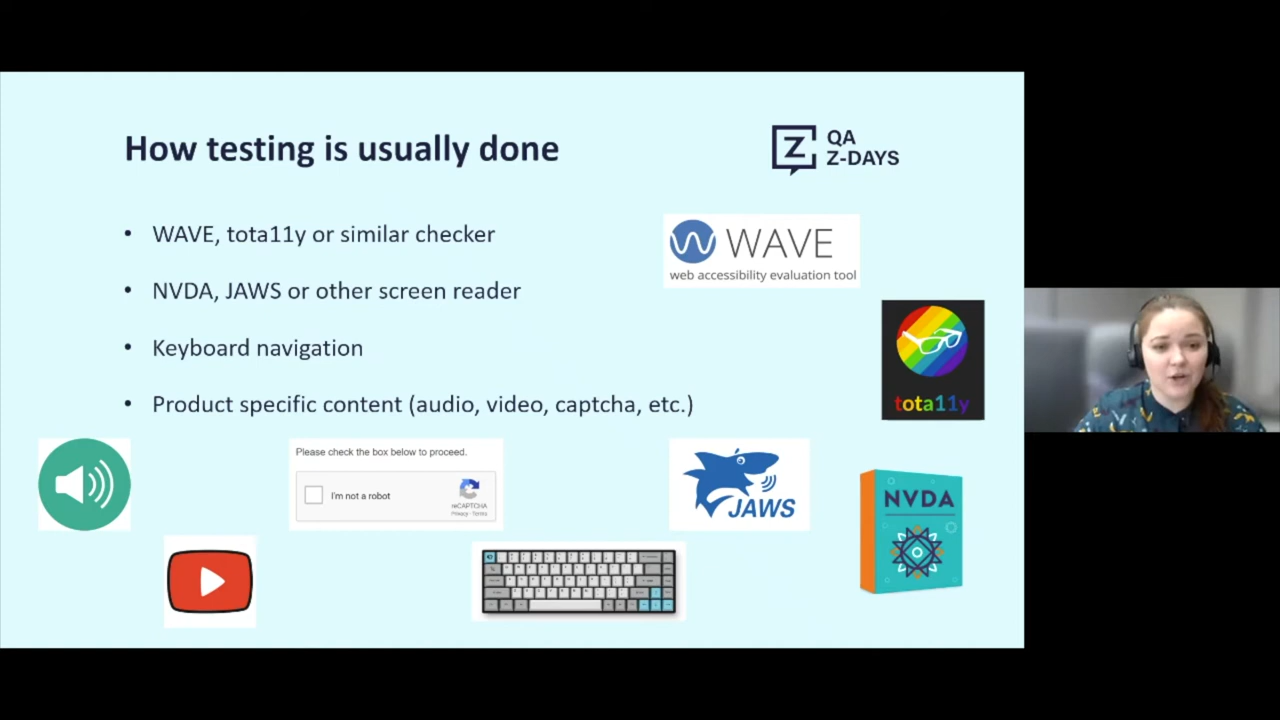 How testing is usually done
QA
Z-DAYS
• WAVE, tota11y or similar checker
• NVDA, JAWS or other screen reader
• Keyboard navigation
• Product specific content (audio, video, captcha, etc.)
WAVE
web accessibility evaluation tool
tota11y
Please check the box below to proceed.
I'm not a robot
reCAPTCHA
Privacy - Terms
JAWS
NVDA